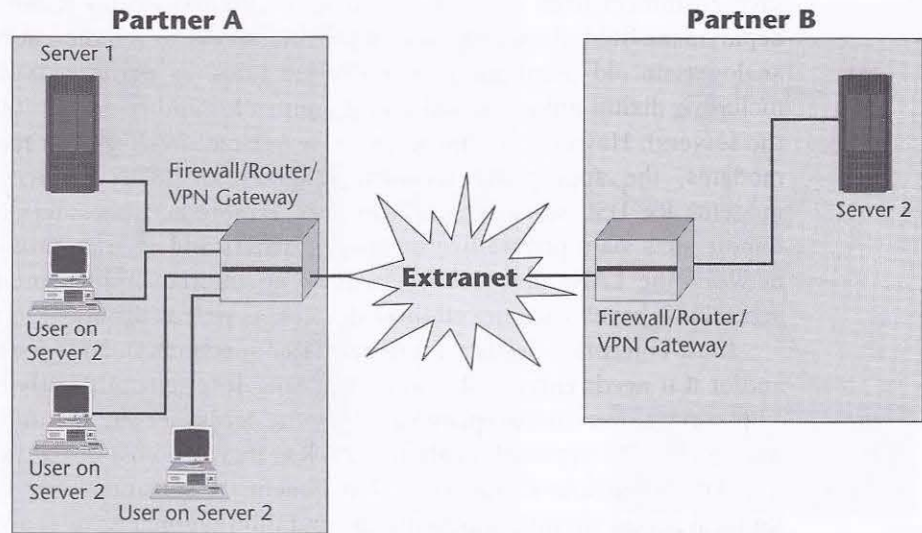 Partner A
Partner B
Server 1
Firewall/Router/
VPN Gateway
Extranet
Server 2
Firewall/Router/
VPN Gateway
User on
Server 2
User on
Server 2
User on Server 2